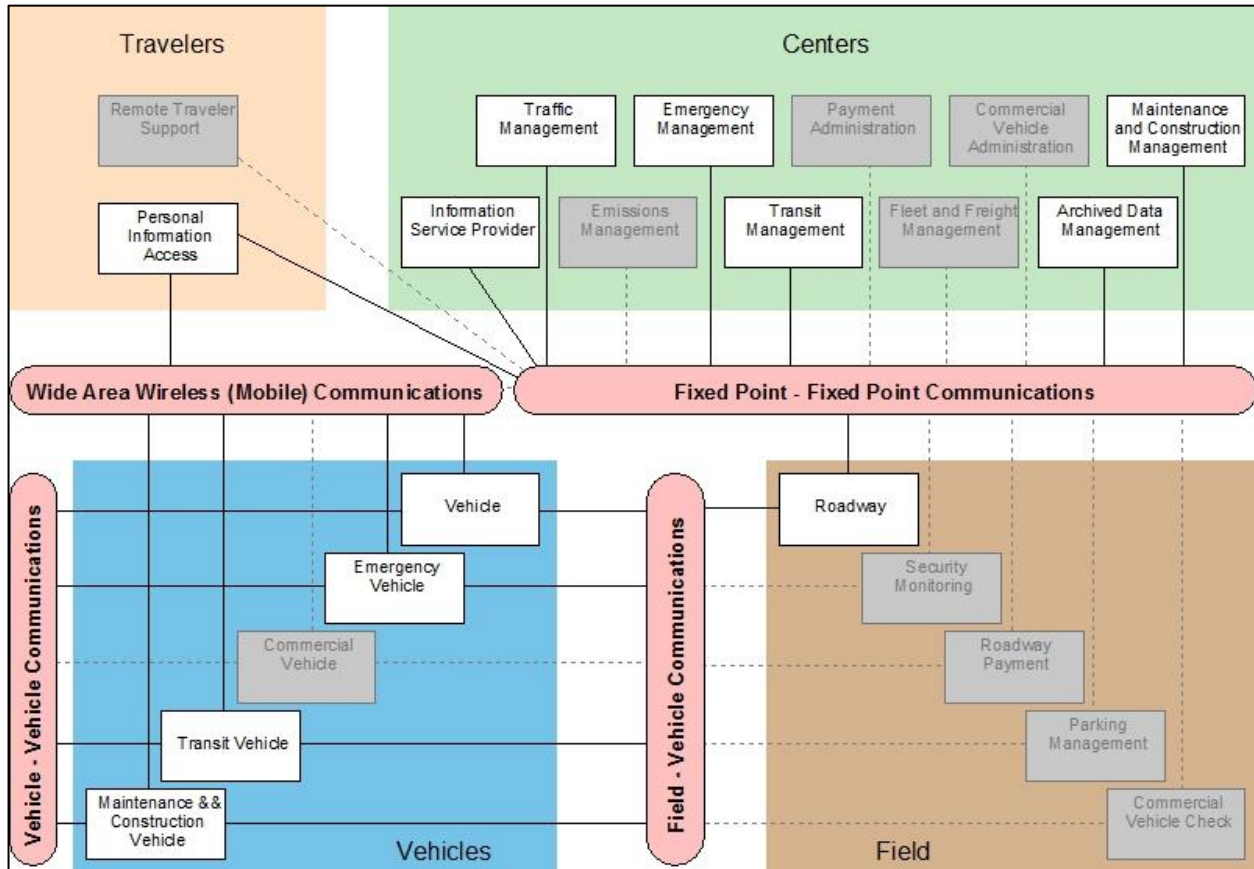 Travelers
Centers
Remote Traveler
Support
Traffic
Management
Emergency
Management
Payment
Administration
Commercial
Vehicle
Administration
Maintenance
and Construction
Management
Personal
Information
Access
Information
Service Provider
Emissions
Management
Transit
Management
Fleet and Freight
Management
Archived Data
Management
Wide Area Wireless (Mobile) Communications
Fixed Point - Fixed Point Communications
Vehicle - Vehicle Communications
Vehicle
Emergency
Vehicle
Commercial
Vehicle
Transit Vehicle
Maintenance &&
Construction
Vehicle
Vehicles
Field - Vehicle Communications
Roadway
Security
Monitoring
Roadway
Payment
Parking
Management
Commercial
Vehicle Check
Field